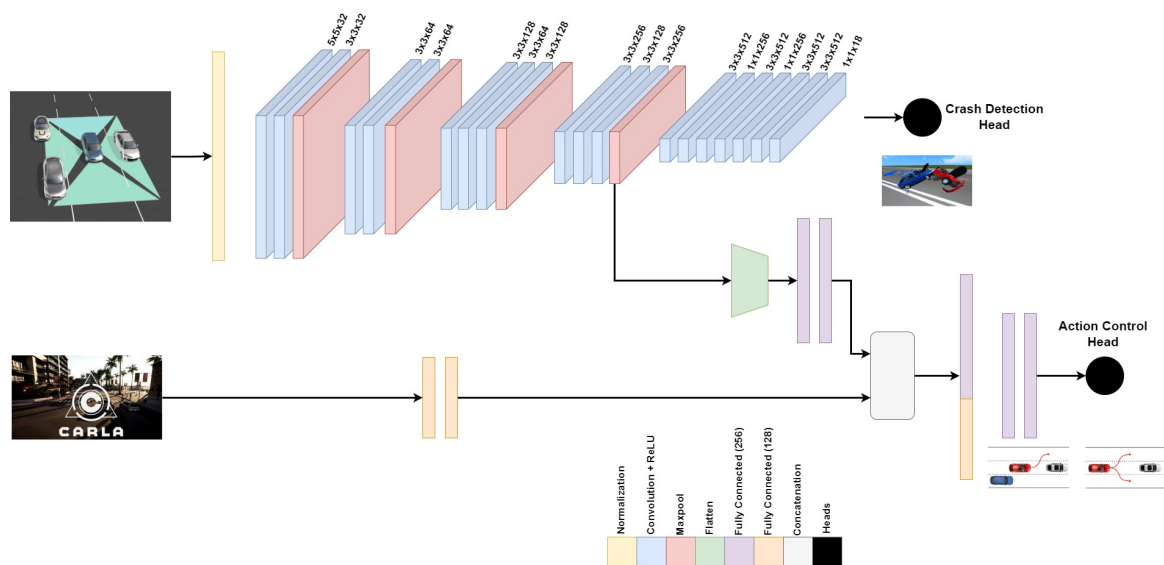 5x5x32
3x3x32
3x3x64
3x3x64
3x3x128
3x3x64
3x3x128
3x3x256
3x3x128
3x3x256
3x3x512
1x1x256
3x3x512
1x1x256
3x3x512
3x3x512
1x1x18
Crash Detection
Head
Action Control
Head
C
CARLA
Normalization
Convolution + ReLU
Maxpool
Flatten
Fully Connected (256)
Fully Connected (128)
Concatenation
Heads